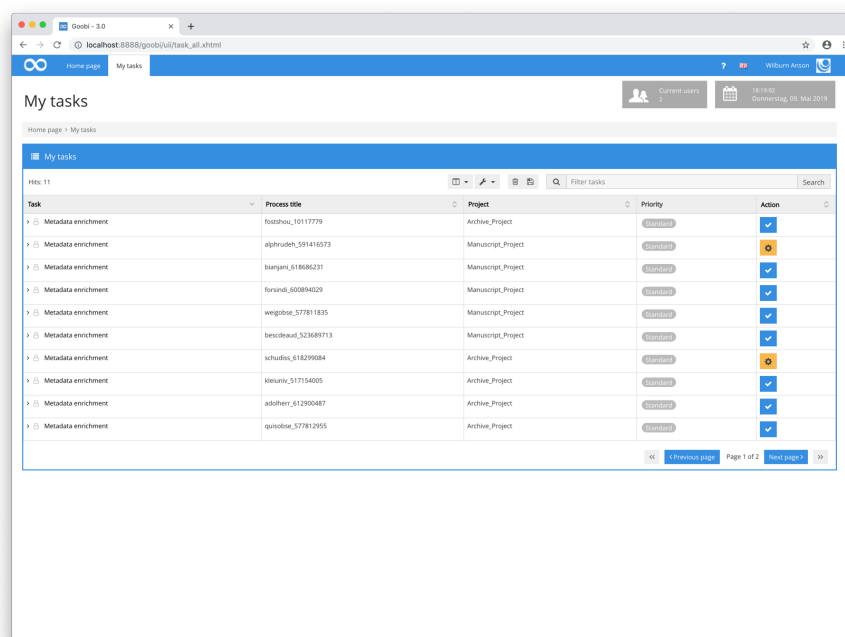 Goobi - 3.0
localhost:8888/goobi/uii/task_all.xhtml
Home page My tasks ? Wilburn Anson
My tasks
Current users
2
18:19:02
Donnerstag, 09. Mai 2019
Home page › My tasks
My tasks
Hits: 11 Filter tasks Search
Task Process title Project Priority Action
Metadata enrichment fostshou_10117779 Archive_Project Standard
Metadata enrichment alphrudeh_591416573 Manuscript_Project Standard
Metadata enrichment bianjani_618686231 Manuscript_Project Standard
Metadata enrichment forsindi_600894029 Manuscript_Project Standard
Metadata enrichment weigobse_577811835 Manuscript_Project Standard
Metadata enrichment bescdeaud_523689713 Manuscript_Project Standard
Metadata enrichment schudiss_618299084 Archive_Project Standard
Metadata enrichment kleiuniv_517154005 Archive_Project Standard
Metadata enrichment adolherr_612900487 Archive_Project Standard
Metadata enrichment quisobse_577812955 Archive_Project Standard
« ‹ Previous page Page 1 of 2 Next page › »